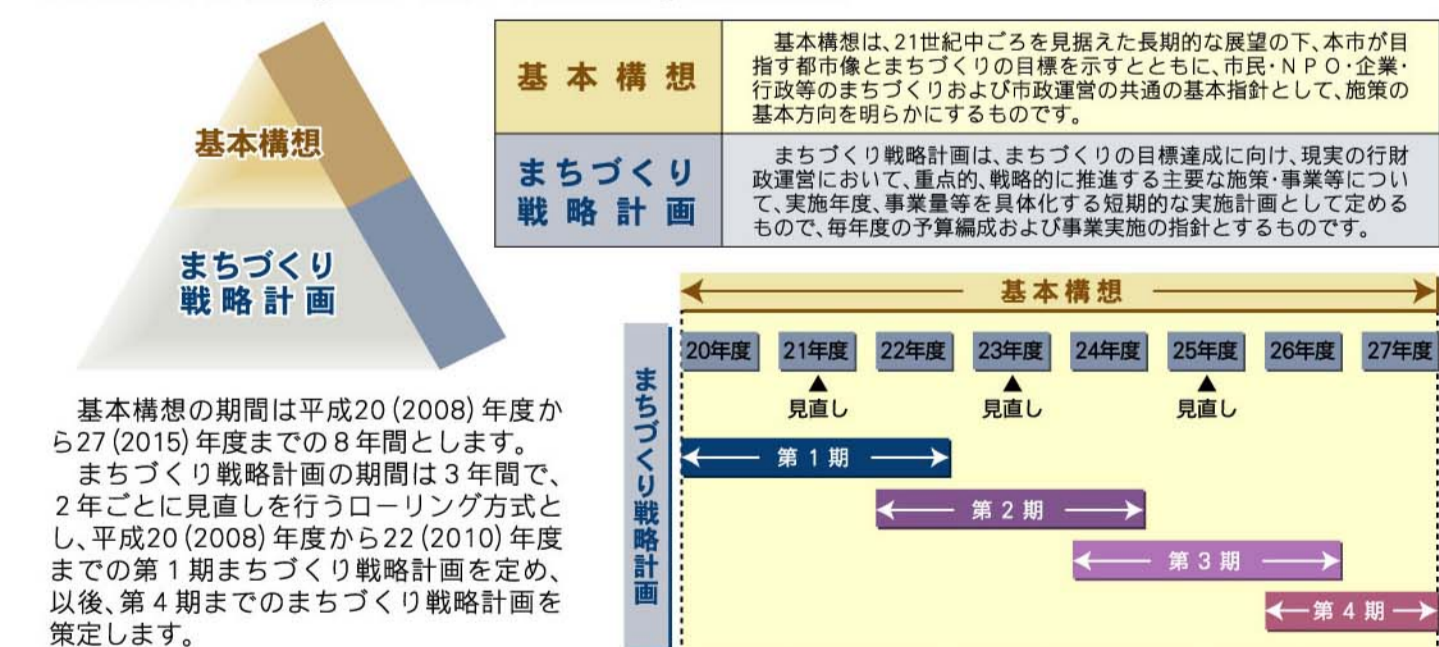 基本構想
まちづくり
戦略計画
基本構想
基本構想は、21世紀中ごろを見据えた長期的な展望の下、本市が目
指す都市像とまちづくりの目標を示すとともに、市民・NPO・企業・
行政等のまちづくりおよび市政運営の共通の基本指針として、施策の
基本方向を明らかにするものです。
まちづくり
戦略計画
まちづくり戦略計画は、まちづくりの目標達成に向け、現実の行財
政運営において、重点的、戦略的に推進する主要な施策・事業等につい
て、実施年度、事業量等を具体化する短期的な実施計画として定める
もので、毎年度の予算編成および事業実施の指針とするものです。
基本構想の期間は平成20(2008)年度か
ら27(2015)年度までの8年間とします。
まちづくり戦略計画の期間は3年間で、
2年ごとに見直しを行うローリング方式と
し、平成20(2008)年度から22(2010)年度
までの第1期まちづくり戦略計画を定め、
以後、第4期までのまちづくり戦略計画を
策定します。
基本構想
まちづくり戦略計画
20年度 21年度 22年度 23年度 24年度 25年度 26年度 27年度
▲ ▲ ▲
見直し 見直し 見直し
第1期
第2期
第3期
第4期